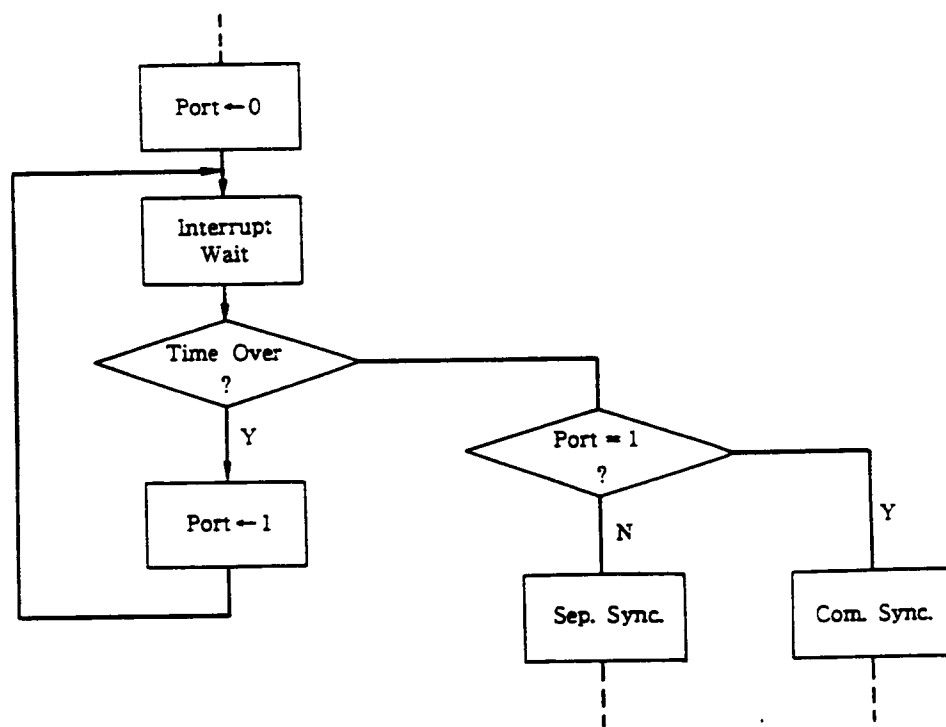 Port←0
Interrupt
Wait
Time Over
?
Y
Port←1
Port = 1
?
N
Y
Sep. Sync.
Com. Sync.